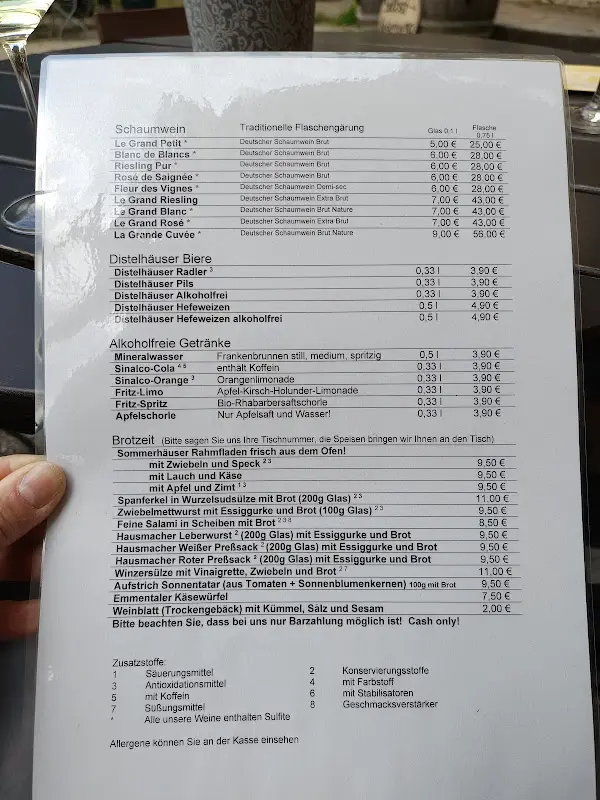 Schaumwein Traditionelle Flaschengärung Glas 0,1 l Flasche 0,75 l
Le Grand Petit * Deutscher Schaumwein Brut 5,00 € 25,00 €
Blanc de Blancs * Deutscher Schaumwein Brut 6,00 € 28,00 €
Riesling Pur * Deutscher Schaumwein Brut 6,00 € 28,00 €
Rosé de Saignée * Deutscher Schaumwein Brut 6,00 € 28,00 €
Fleur des Vignes * Deutscher Schaumwein Demi-sec 6,00 € 28,00 €
Le Grand Riesling Deutscher Schaumwein Extra Brut 7,00 € 43,00 €
Le Grand Blanc * Deutscher Schaumwein Brut Nature 7,00 € 43,00 €
Le Grand Rosé * Deutscher Schaumwein Extra Brut 7,00 € 43,00 €
La Grande Cuvée * Deutscher Schaumwein Brut Nature 9,00 € 56,00 €
Distelhäuser Biere
Distelhäuser Radler 3 0,33 l 3,90 €
Distelhäuser Pils 0,33 l 3,90 €
Distelhäuser Alkoholfrei 0,33 l 3,90 €
Distelhäuser Hefeweizen 0,5 l 4,90 €
Distelhäuser Hefeweizen alkoholfrei 0,5 l 4,90 €
Alkoholfreie Getränke
Mineralwasser Frankenbrunnen still, medium, spritzig 0,5 l 3,90 €
Sinalco-Cola 4 5 enthält Koffein 0,33 l 3,90 €
Sinalco-Orange 3 Orangenlimonade 0,33 l 3,90 €
Fritz-Limo Apfel-Kirsch-Holunder-Limonade 0,33 l 3,90 €
Fritz-Spritz Bio-Rhabarbersaftschorle 0,33 l 3,90 €
Apfelschorle Nur Apfelsaft und Wasser! 0,33 l 3,90 €
Brotzeit (Bitte sagen Sie uns Ihre Tischnummer, die Speisen bringen wir Ihnen an den Tisch)
Sommerhäuser Rahmfladen frisch aus dem Ofen!
mit Zwiebeln und Speck 2 3 9,50 €
mit Lauch und Käse 9,50 €
mit Apfel und Zimt 1 3 9,50 €
Spanferkel in Wurzelsudsülze mit Brot (200g Glas) 2 3 11,00 €
Zwiebelmettwurst mit Essiggurke und Brot (100g Glas) 2 3 9,50 €
Feine Salami in Scheiben mit Brot 2 3 8 8,50 €
Hausmacher Leberwurst 2 (200g Glas) mit Essiggurke und Brot 9,50 €
Hausmacher Weißer Preßsack 2 (200g Glas) mit Essiggurke und Brot 9,50 €
Hausmacher Roter Preßsack 2 (200g Glas) mit Essiggurke und Brot 9,50 €
Winzersülze mit Vinaigrette, Zwiebeln und Brot 2 7 11,00 €
Aufstrich Sonnentatar (aus Tomaten + Sonnenblumenkernen) 100g mit Brot 9,50 €
Emmentaler Käsewürfel 7,50 €
Weinblatt (Trockengebäck) mit Kümmel, Salz und Sesam 2,00 €
Bitte beachten Sie, dass bei uns nur Barzahlung möglich ist! Cash only!
Zusatzstoffe:
1 Säuerungsmittel 2 Konservierungsstoffe
3 Antioxidationsmittel 4 mit Farbstoff
5 mit Koffein 6 mit Stabilisatoren
7 Süßungsmittel 8 Geschmacksverstärker
* Alle unsere Weine enthalten Sulfite
Allergene können Sie an der Kasse einsehen